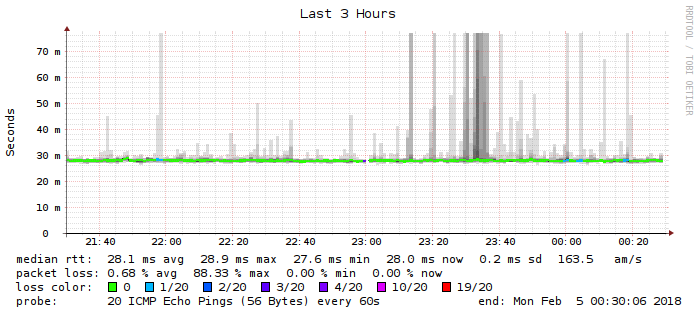 Last 3 Hours
RRDTOOL / TOBI OETIKER
Seconds
70 m
60 m
50 m
40 m
30 m
20 m
10 m
0
21:40 22:00 22:20 22:40 23:00 23:20 23:40 00:00 00:20
median rtt: 28.1 ms avg 28.9 ms max 27.6 ms min 28.0 ms now 0.2 ms sd 163.5 am/s
packet loss: 0.68 % avg 88.33 % max 0.00 % min 0.00 % now
loss color: 0 1/20 2/20 3/20 4/20 10/20 19/20
probe: 20 ICMP Echo Pings (56 Bytes) every 60s end: Mon Feb 5 00:30:06 2018